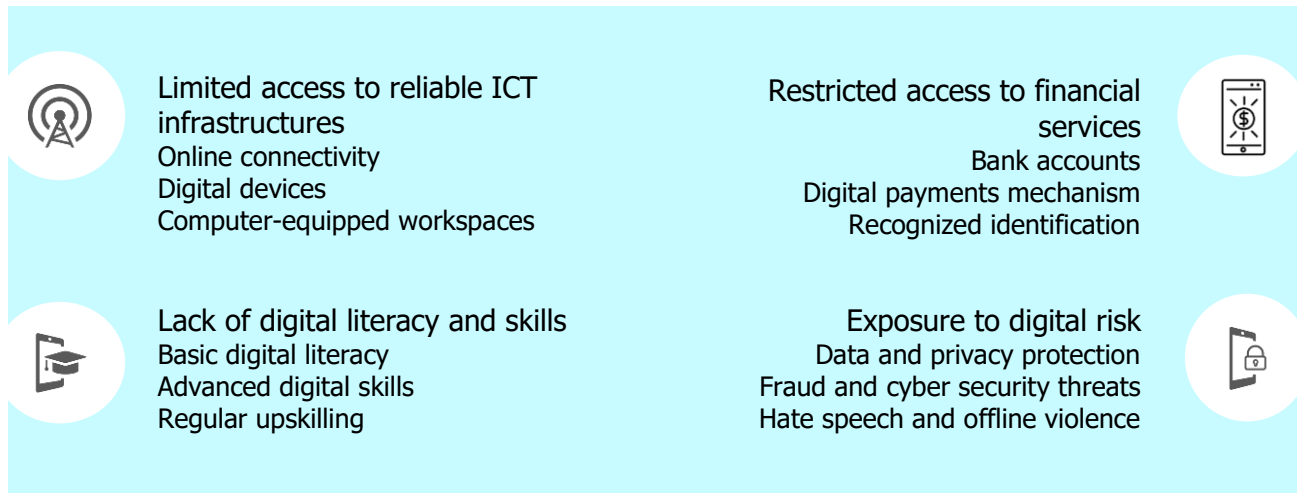 Limited access to reliable ICT
infrastructures
Online connectivity
Digital devices
Computer-equipped workspaces
Restricted access to financial
services
Bank accounts
Digital payments mechanism
Recognized identification
Lack of digital literacy and skills
Basic digital literacy
Advanced digital skills
Regular upskilling
Exposure to digital risk
Data and privacy protection
Fraud and cyber security threats
Hate speech and offline violence